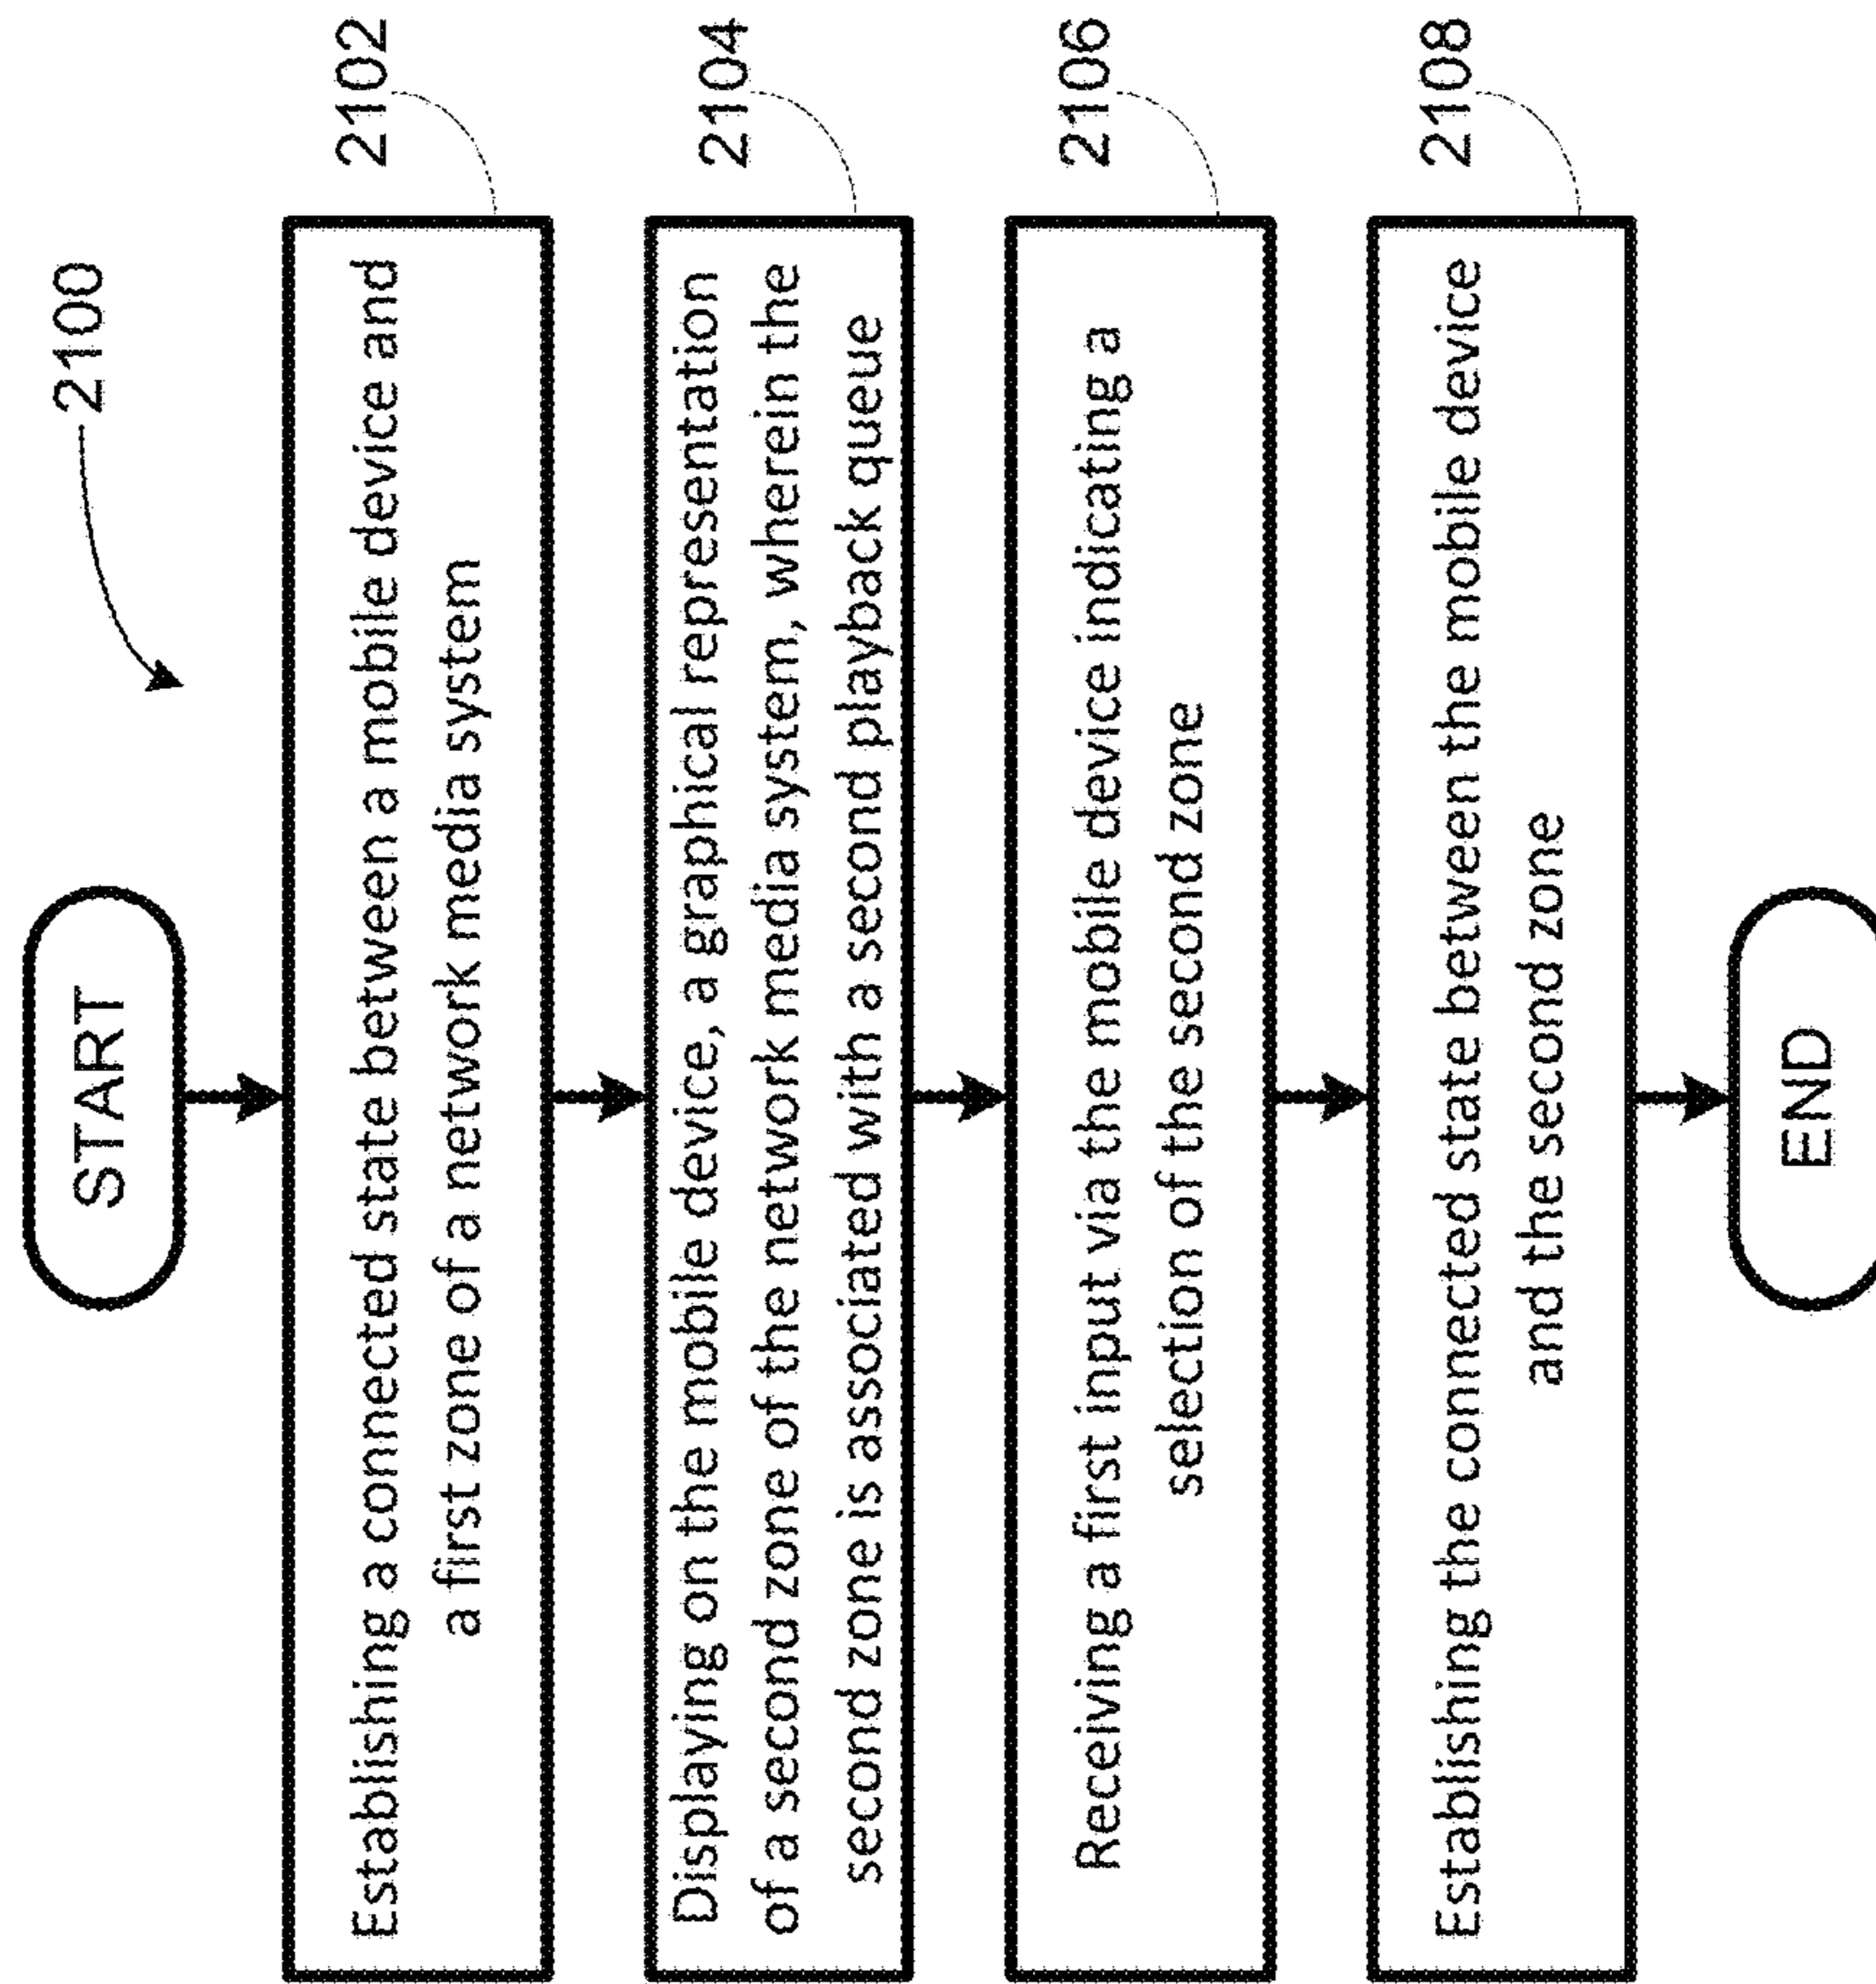 2100
START
2102
Establishing a connected state between a mobile device and
a first zone of a network media system
2104
Displaying on the mobile device, a graphical representation
of a second zone of the network media system, wherein the
second zone is associated with a second playback queue
2106
Receiving a first input via the mobile device indicating a
selection of the second zone
2108
Establishing the connected state between the mobile device
and the second zone
END